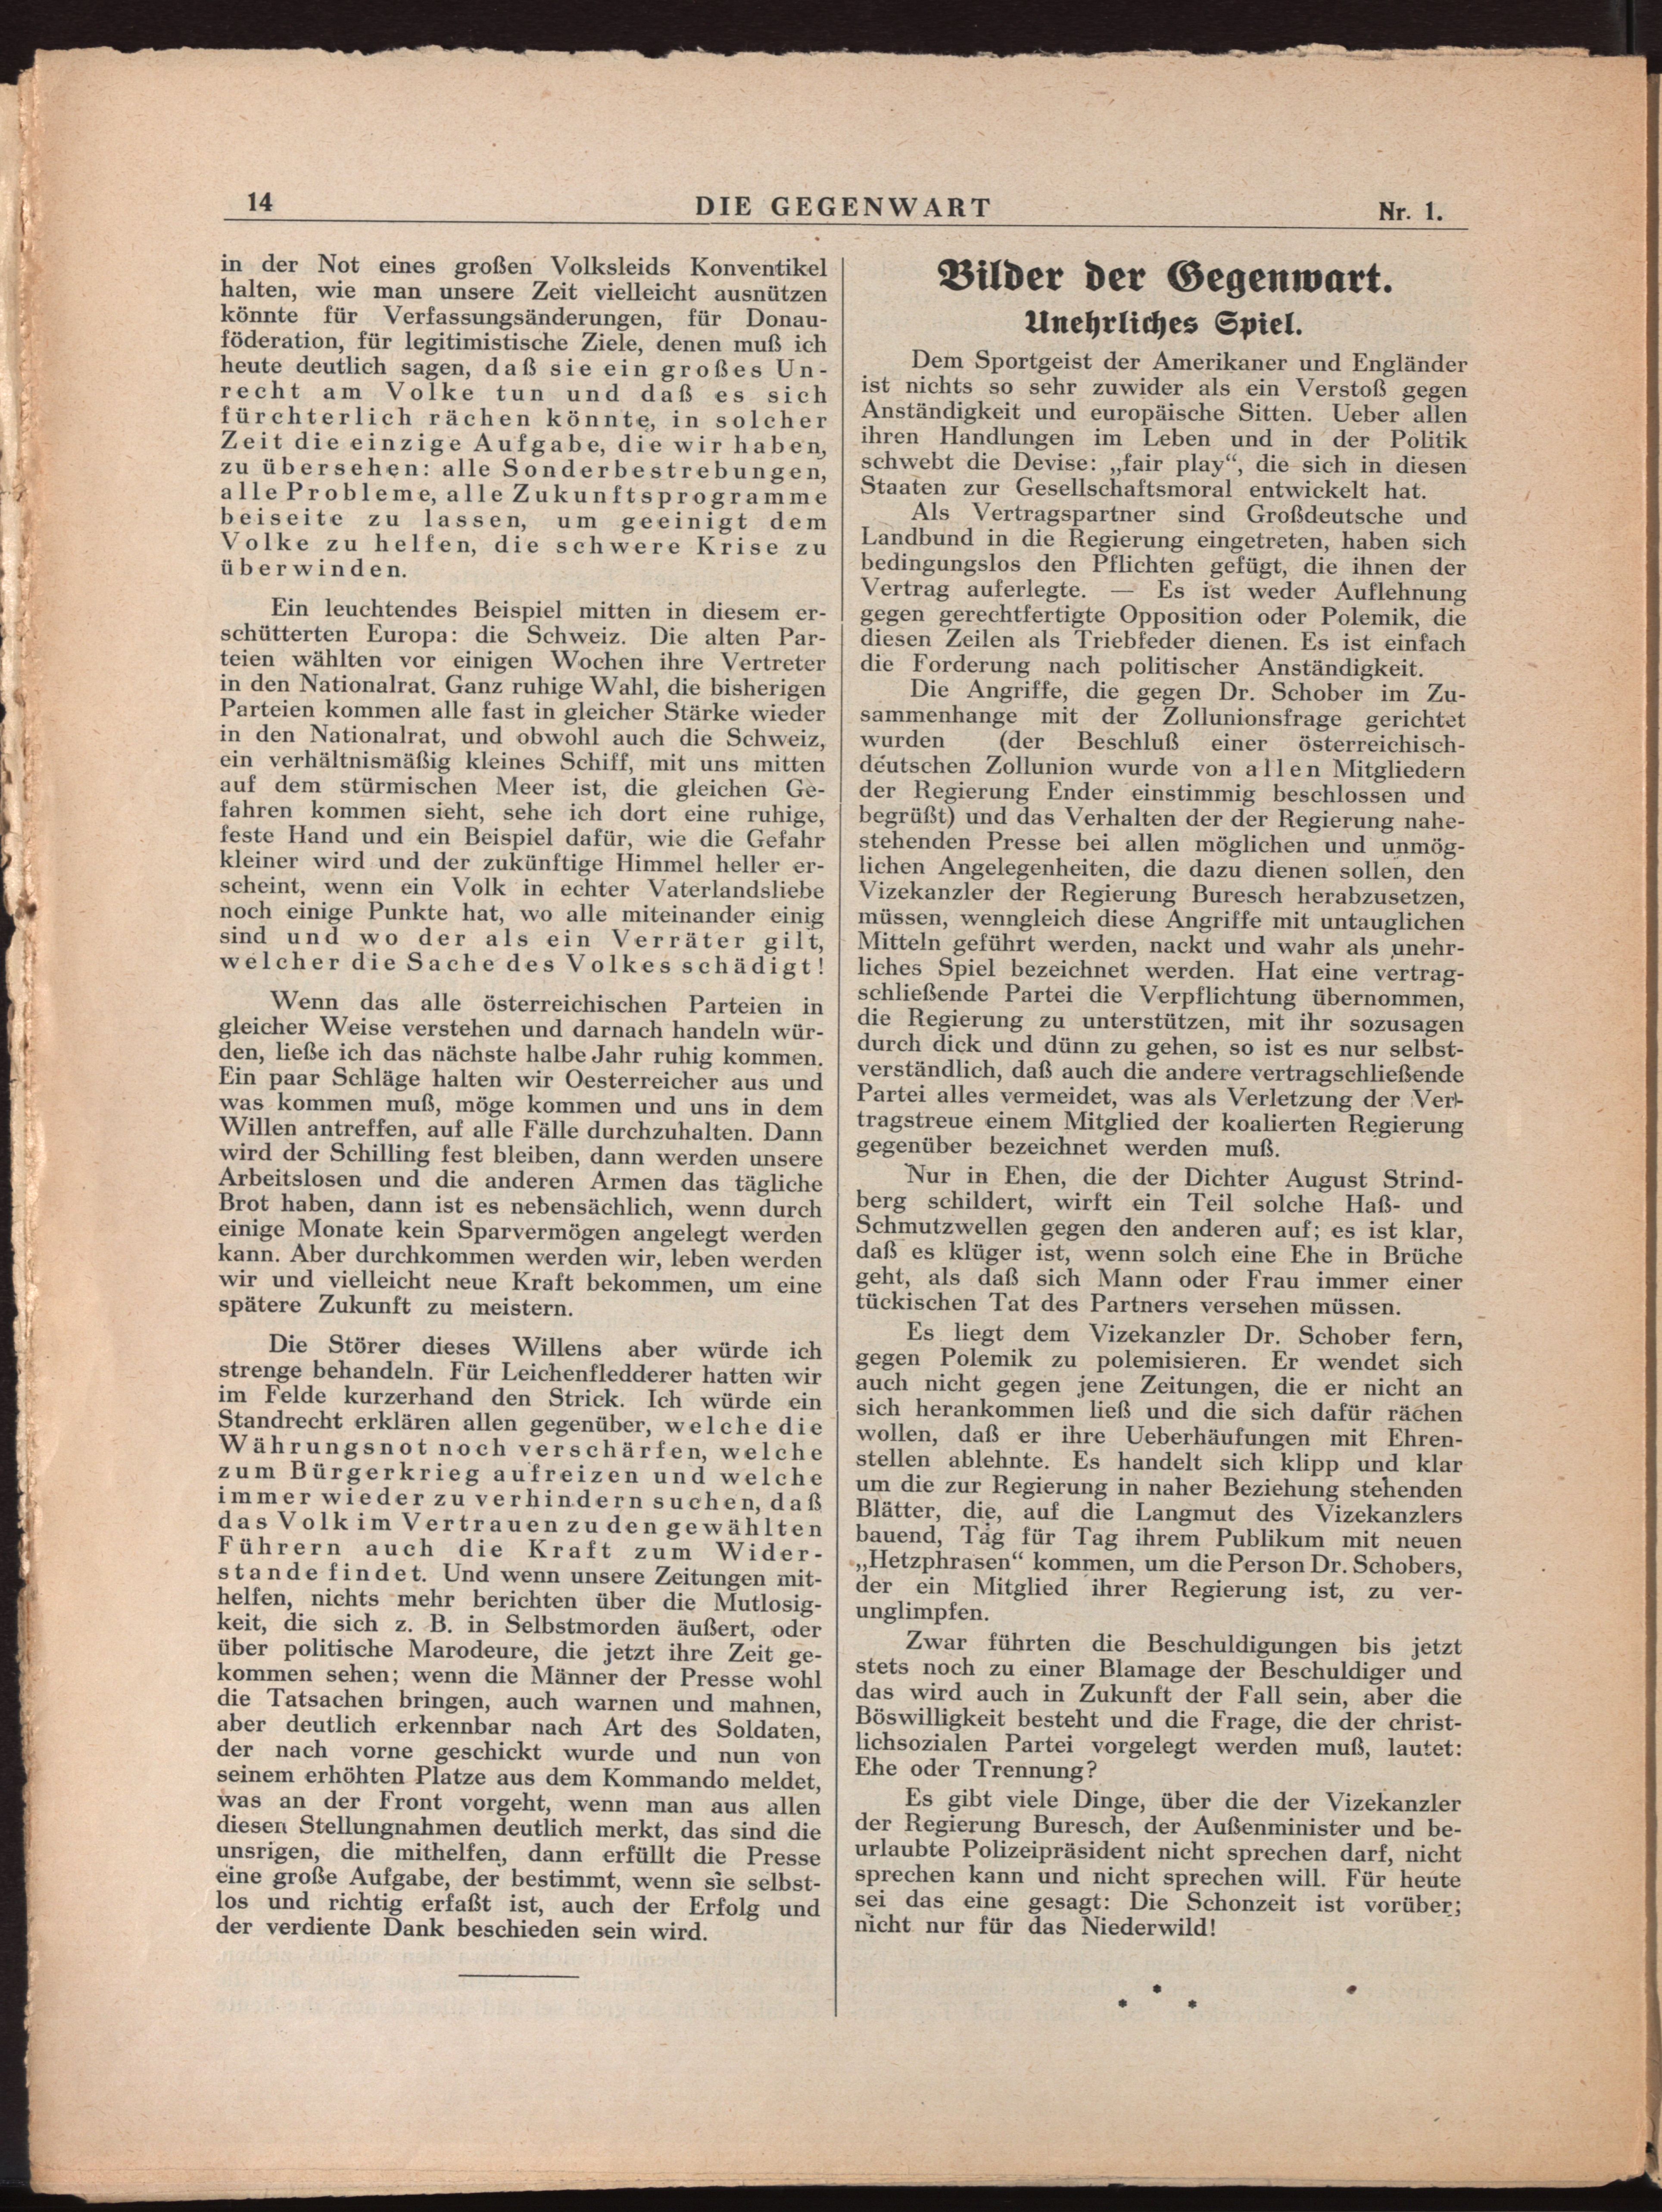 14
DIE GEGENWART
Nr. 1.
in der Not eines großen Volksleids Konventikel
halten, wie man unsere Zeit vielleicht ausnützen
könnte für Verfassungsänderungen, für Donau-
föderation, für legitimistische Ziele, denen muß ich
heute deutlich sagen, daß sie ein großes Un-
recht am Volke tun und daß es sich
fürchterlich rächen könnte, in solcher
Zeit die einzige Aufgabe, die wir haben,
zu übersehen: alle Sonderbestrebungen,
alle Probleme, alle Zukunftsprogramme
beiseite zu lassen, um geeinigt dem
Volke zu helfen, die schwere Krise zu
überwinden.
Ein leuchtendes Beispiel mitten in diesem er-
schütterten Europa: die Schweiz. Die alten Par-
teien wählten vor einigen Wochen ihre Vertreter
in den Nationalrat. Ganz ruhige Wahl, die bisherigen
Parteien kommen alle fast in gleicher Stärke wieder
in den Nationalrat, und obwohl auch die Schweiz,
ein verhältnismäßig kleines Schiff, mit uns mitten
auf dem stürmischen Meer ist, die gleichen Ge-
fahren kommen sieht, sehe ich dort eine ruhige,
feste Hand und ein Beispiel dafür, wie die Gefahr
kleiner wird und der zukünftige Himmel heller er-
scheint, wenn ein Volk in echter Vaterlandsliebe
noch einige Punkte hat, wo alle miteinander einig
sind und wo der als ein Verräter gilt,
welcher die Sache des Volkes schädigt!
Wenn das alle österreichischen Parteien in
gleicher Weise verstehen und darnach handeln wür-
den, ließe ich das nächste halbe Jahr ruhig kommen.
Ein paar Schläge halten wir Oesterreicher aus und
was kommen muß, möge kommen und uns in dem
Willen antreffen, auf alle Fälle durchzuhalten. Dann
wird der Schilling fest bleiben, dann werden unsere
Arbeitslosen und die anderen Armen das tägliche
Brot haben, dann ist es nebensächlich, wenn durch
einige Monate kein Sparvermögen angelegt werden
kann. Aber durchkommen werden wir, leben werden
wir und vielleicht neue Kraft bekommen, um eine
spätere Zukunft zu meistern.
Die Störer dieses Willens aber würde ich
strenge behandeln. Für Leichenfledderer hatten wir
im Felde kurzerhand den Strick. Ich würde ein
Standrecht erklären allen gegenüber, welche die
Währungsnot noch verschärfen, welche
zum Bürgerkrieg aufreizen und welche
immer wieder zu verhindern suchen, daß
das Volk im Vertrauen zu den gewählten
Führern auch die Kraft zum Wider-
stande findet. Und wenn unsere Zeitungen mit-
helfen, nichts mehr berichten über die Mutlosig-
keit, die sich z. B. in Selbstmorden äußert, oder
über politische Marodeure, die jetzt ihre Zeit ge-
kommen sehen; wenn die Männer der Presse wohl
die Tatsachen bringen, auch warnen und mahnen,
aber deutlich erkennbar nach Art des Soldaten,
der nach vorne geschickt wurde und nun von
seinem erhöhten Platze aus dem Kommando meldet,
was an der Front vorgeht, wenn man aus allen
diesen Stellungnahmen deutlich merkt, das sind die
unsrigen, die mithelfen, dann erfüllt die Presse
eine große Aufgabe, der bestimmt, wenn sie selbst-
los und richtig erfaßt ist, auch der Erfolg und
der verdiente Dank beschieden sein wird.
Bilder der Gegenwart.
Unehrliches Spiel.
Dem Sportgeist der Amerikaner und Engländer
ist nichts so sehr zuwider als ein Verstoß gegen
Anständigkeit und europäische Sitten. Ueber allen
ihren Handlungen im Leben und in der Politik
schwebt die Devise: „fair play“, die sich in diesen
Staaten zur Gesellschaftsmoral entwickelt hat.
Als Vertragspartner sind Großdeutsche und
Landbund in die Regierung eingetreten, haben sich
bedingungslos den Pflichten gefügt, die ihnen der
Vertrag auferlegte. — Es ist weder Auflehnung
gegen gerechtfertigte Opposition oder Polemik, die
diesen Zeilen als Triebfeder dienen. Es ist einfach
die Forderung nach politischer Anständigkeit.
Die Angriffe, die gegen Dr. Schober im Zu-
sammenhange mit der Zollunionsfrage gerichtet
wurden (der Beschluß einer österreichisch-
deutschen Zollunion wurde von allen Mitgliedern
der Regierung Ender einstimmig beschlossen und
begrüßt) und das Verhalten der der Regierung nahe-
stehenden Presse bei allen möglichen und unmög-
lichen Angelegenheiten, die dazu dienen sollen, den
Vizekanzler der Regierung Buresch herabzusetzen,
müssen, wenngleich diese Angriffe mit untauglichen
Mitteln geführt werden, nackt und wahr als unehr-
liches Spiel bezeichnet werden. Hat eine vertrag-
schließende Partei die Verpflichtung übernommen,
die Regierung zu unterstützen, mit ihr sozusagen
durch dick und dünn zu gehen, so ist es nur selbst-
verständlich, daß auch die andere vertragschließende
Partei alles vermeidet, was als Verletzung der Ver-
tragstreue einem Mitglied der koalierten Regierung
gegenüber bezeichnet werden muß.
Nur in Ehen, die der Dichter August Strind-
berg schildert, wirft ein Teil solche Haß- und
Schmutzwellen gegen den anderen auf; es ist klar,
daß es klüger ist, wenn solch eine Ehe in Brüche
geht, als daß sich Mann oder Frau immer einer
tückischen Tat des Partners versehen müssen.
Es liegt dem Vizekanzler Dr. Schober fern,
gegen Polemik zu polemisieren. Er wendet sich
auch nicht gegen jene Zeitungen, die er nicht an
sich herankommen ließ und die sich dafür rächen
wollen, daß er ihre Ueberhäufungen mit Ehren-
stellen ablehnte. Es handelt sich klipp und klar
um die zur Regierung in naher Beziehung stehenden
Blätter, die, auf die Langmut des Vizekanzlers
bauend, Tag für Tag ihrem Publikum mit neuen
„Hetzphrasen“ kommen, um die Person Dr. Schobers,
der ein Mitglied ihrer Regierung ist, zu ver-
unglimpfen.
Zwar führten die Beschuldigungen bis jetzt
stets noch zu einer Blamage der Beschuldiger und
das wird auch in Zukunft der Fall sein, aber die
Böswilligkeit besteht und die Frage, die der christ-
lichsozialen Partei vorgelegt werden muß, lautet:
Ehe oder Trennung?
Es gibt viele Dinge, über die der Vizekanzler
der Regierung Buresch, der Außenminister und be-
urlaubte Polizeipräsident nicht sprechen darf, nicht
sprechen kann und nicht sprechen will. Für heute
sei das eine gesagt: Die Schonzeit ist vorüber;
nicht nur für das Niederwild!
* * *